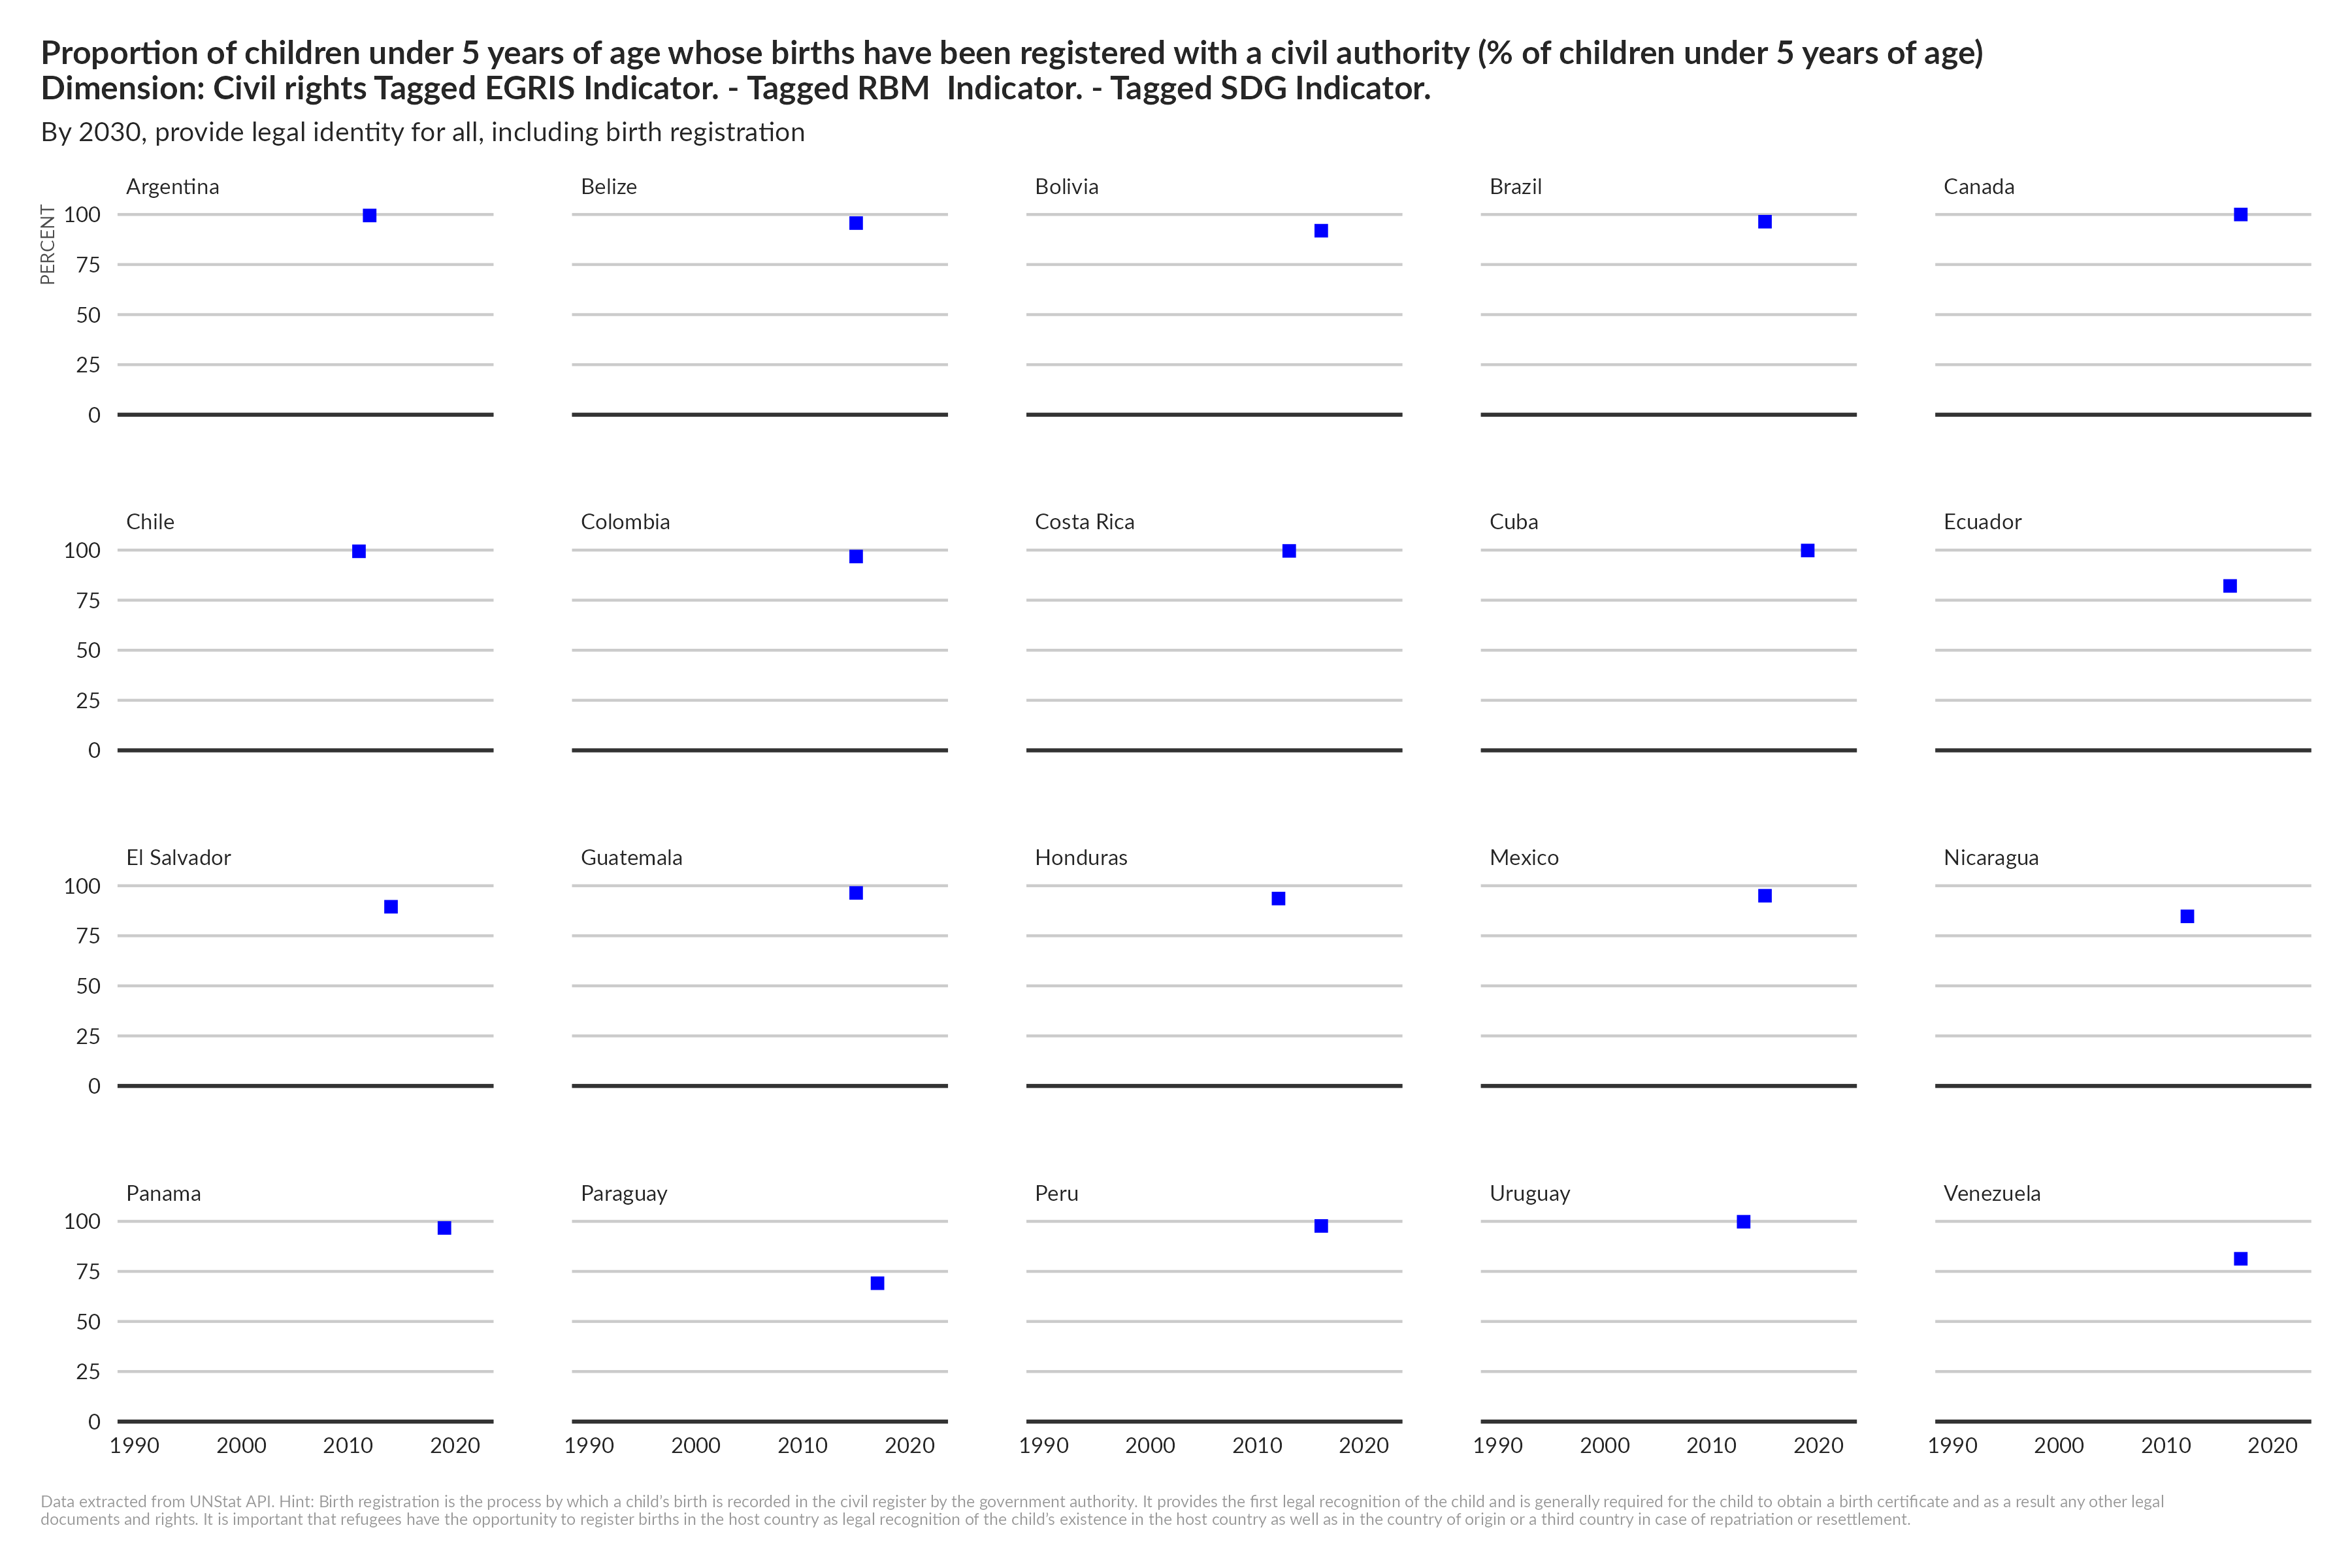 Proportion of children under 5 years of age whose births have been registered with a civil authority (% of children under 5 years of age)
Dimension: Civil rights Tagged EGRIS Indicator. - Tagged RBM  Indicator. - Tagged SDG Indicator.
By 2030, provide legal identity for all, including birth registration
Argentina Belize Bolivia Brazil Canada
PERCENT
100
75
50
25
0
Chile Colombia Costa Rica Cuba Ecuador
100
75
50
25
0
El Salvador Guatemala Honduras Mexico Nicaragua
100
75
50
25
0
Panama Paraguay Peru Uruguay Venezuela
100
75
50
25
0
1990 2000 2010 2020 1990 2000 2010 2020 1990 2000 2010 2020 1990 2000 2010 2020 1990 2000 2010 2020
Data extracted from UNStat API. Hint: Birth registration is the process by which a child's birth is recorded in the civil register by the government authority. It provides the first legal recognition of the child and is generally required for the child to obtain a birth certificate and as a result any other legal
documents and rights. It is important that refugees have the opportunity to register births in the host country as legal recognition of the child's existence in the host country as well as in the country of origin or a third country in case of repatriation or resettlement.